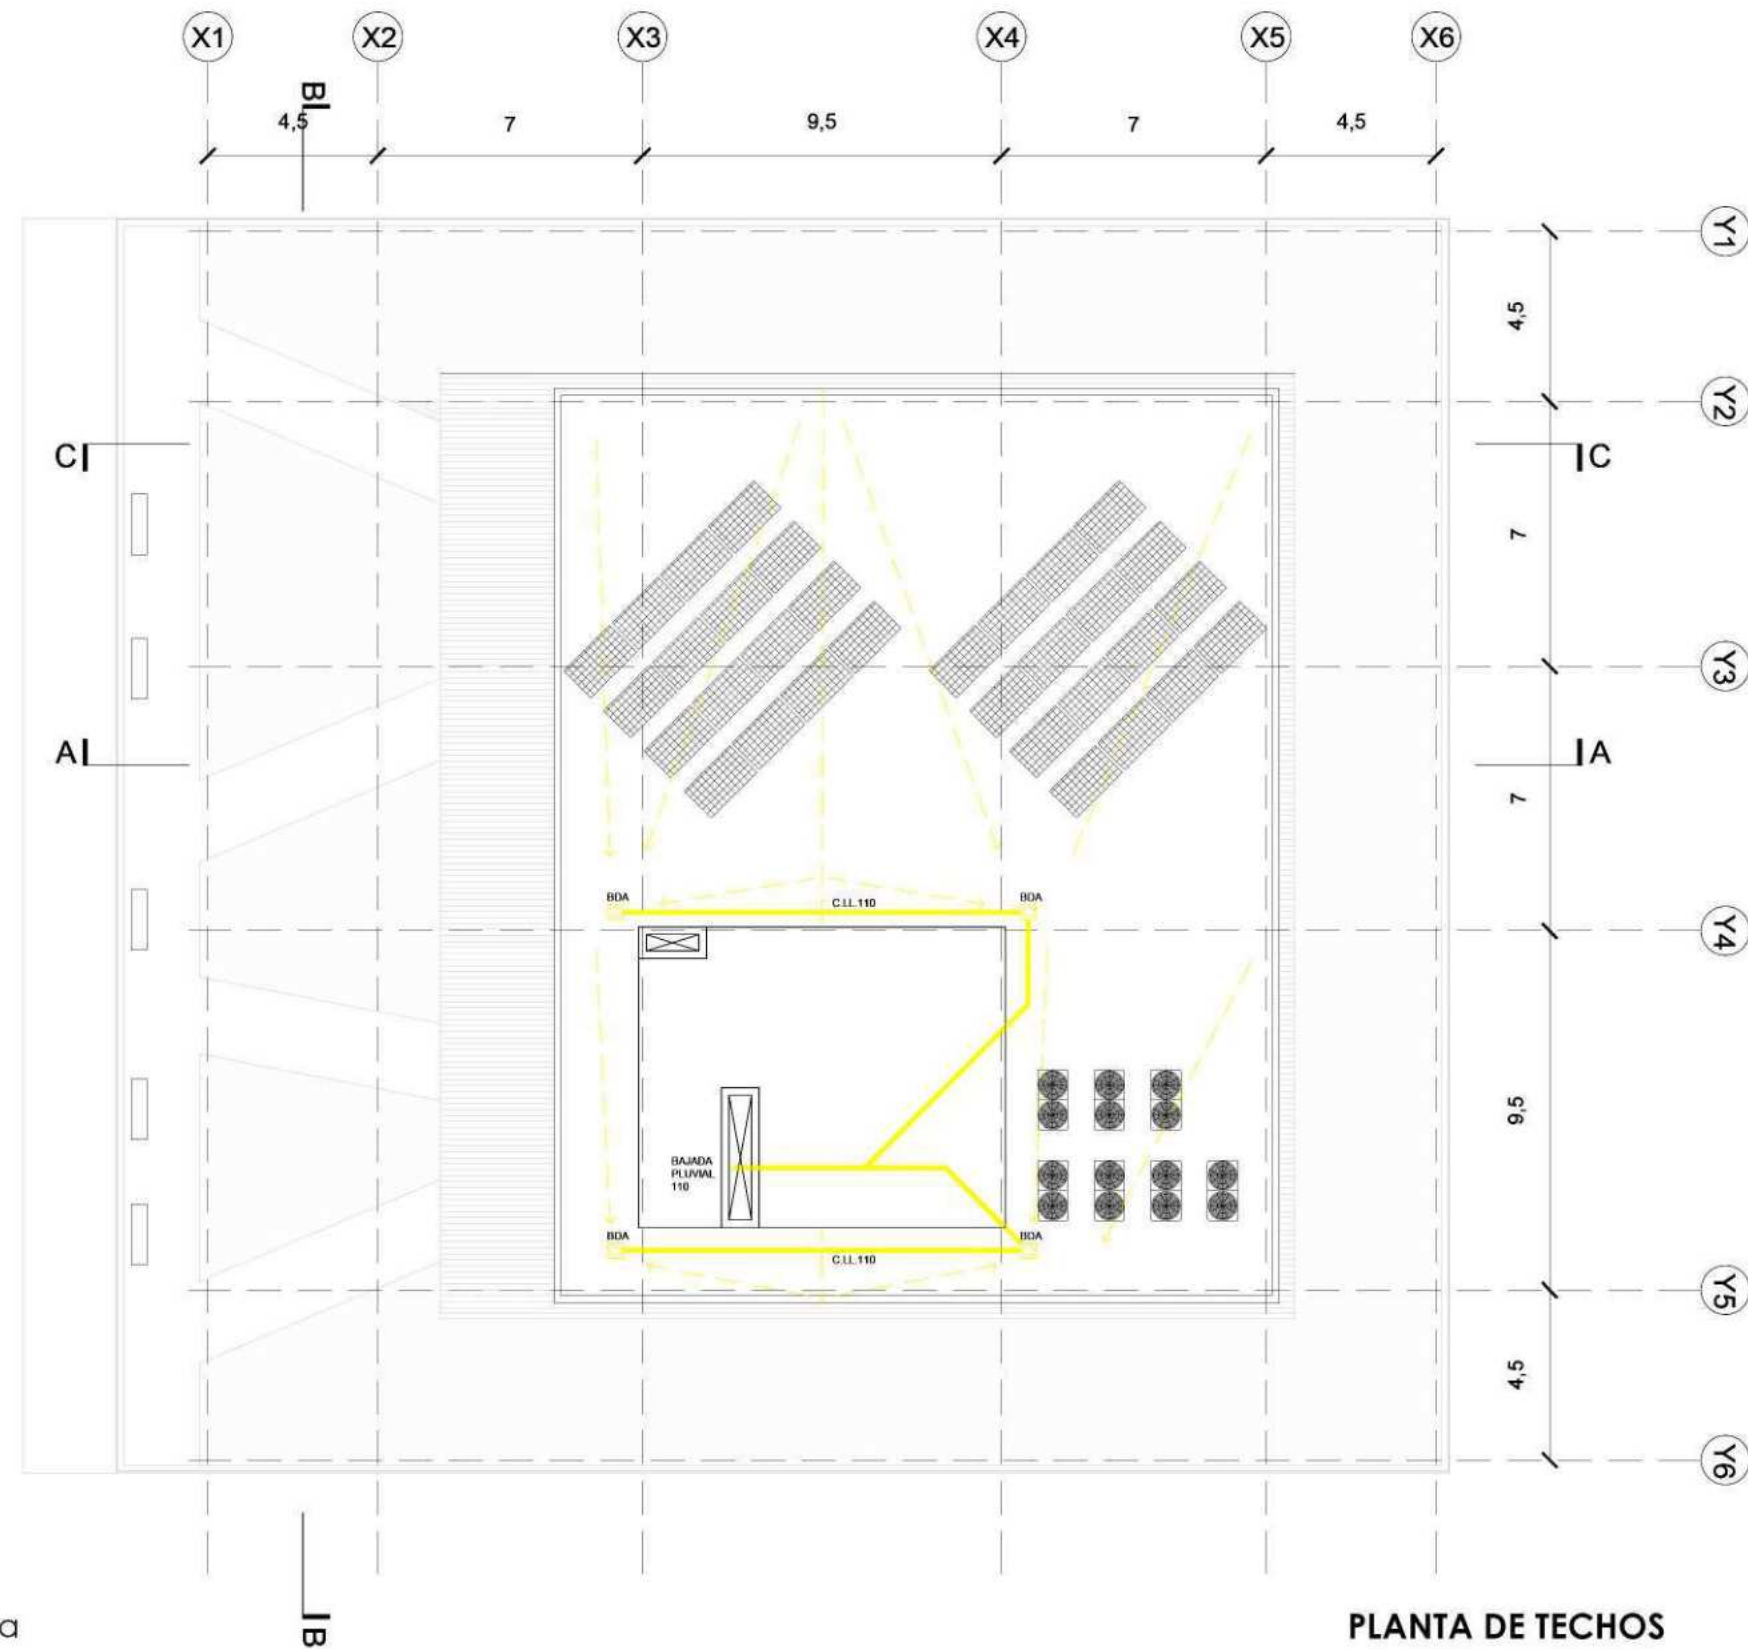 X1 X2 X3 X4 X5 X6
B
4,5 7 9,5 7 4,5
Y1
4,5
Y2
C C
7
Y3
A A
7
BDA BDA
C.I.L.110
Y4
9,5
BAJADA
PLUVIAL
110
BDA BDA
C.I.L.110
Y5
4,5
Y6
a
B
PLANTA DE TECHOS